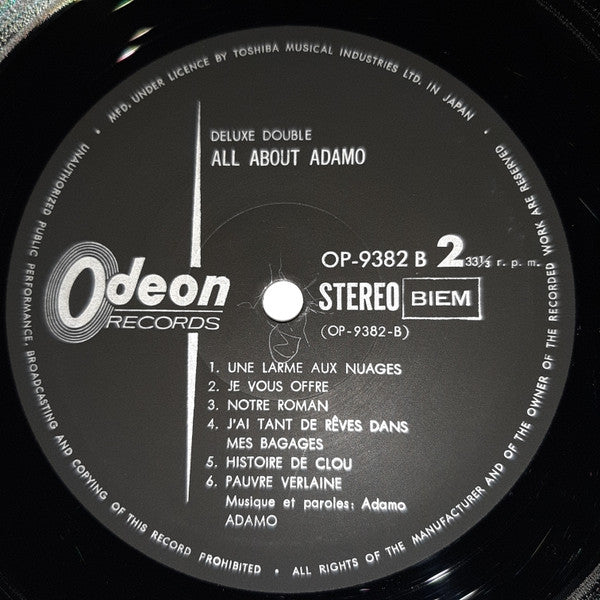 • MFD. UNDER LICENCE BY TOSHIBA MUSICAL INDUSTRIES LTD. IN JAPAN •
DELUXE DOUBLE
ALL ABOUT ADAMO
Odeon
RECORDS
OP-9382 B 2 33⅓ r. p. m.
STEREO BIEM
(OP-9382-B)
1. UNE LARME AUX NUAGES
2. JE VOUS OFFRE
3. NOTRE ROMAN
4. J'AI TANT DE RÊVES DANS
MES BAGAGES
5. HISTOIRE DE CLOU
6. PAUVRE VERLAINE
Musique et paroles: Adamo
ADAMO
UNAUTHORIZED PUBLIC PERFORMANCE, BROADCASTING AND COPYING OF THIS RECORD PROHIBITED • ALL RIGHTS OF THE MANUFACTURER AND OF THE OWNER OF THE RECORDED WORK ARE RESERVED